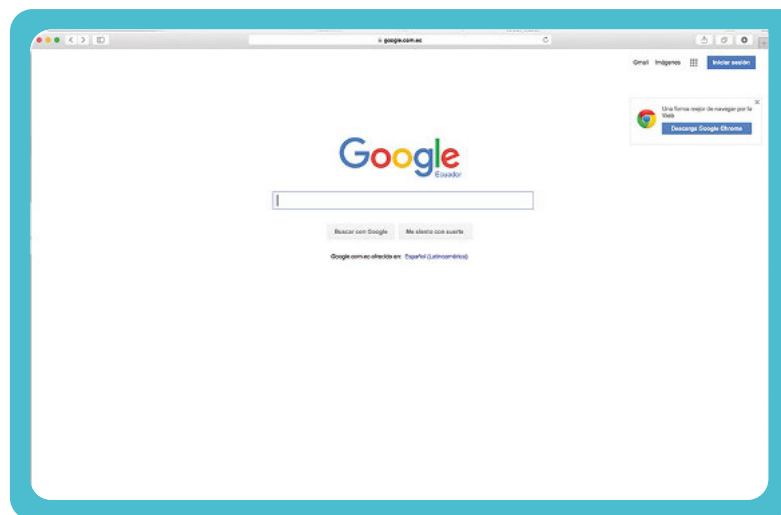 google.com.ec
Gmail Imágenes Iniciar sesión
Una forma mejor de navegar por la
Web
Descarga Google Chrome
Google
Ecuador
Buscar con Google Me siento con suerte
Google.com.ec ofrecido en: Español (Latinoamérica)